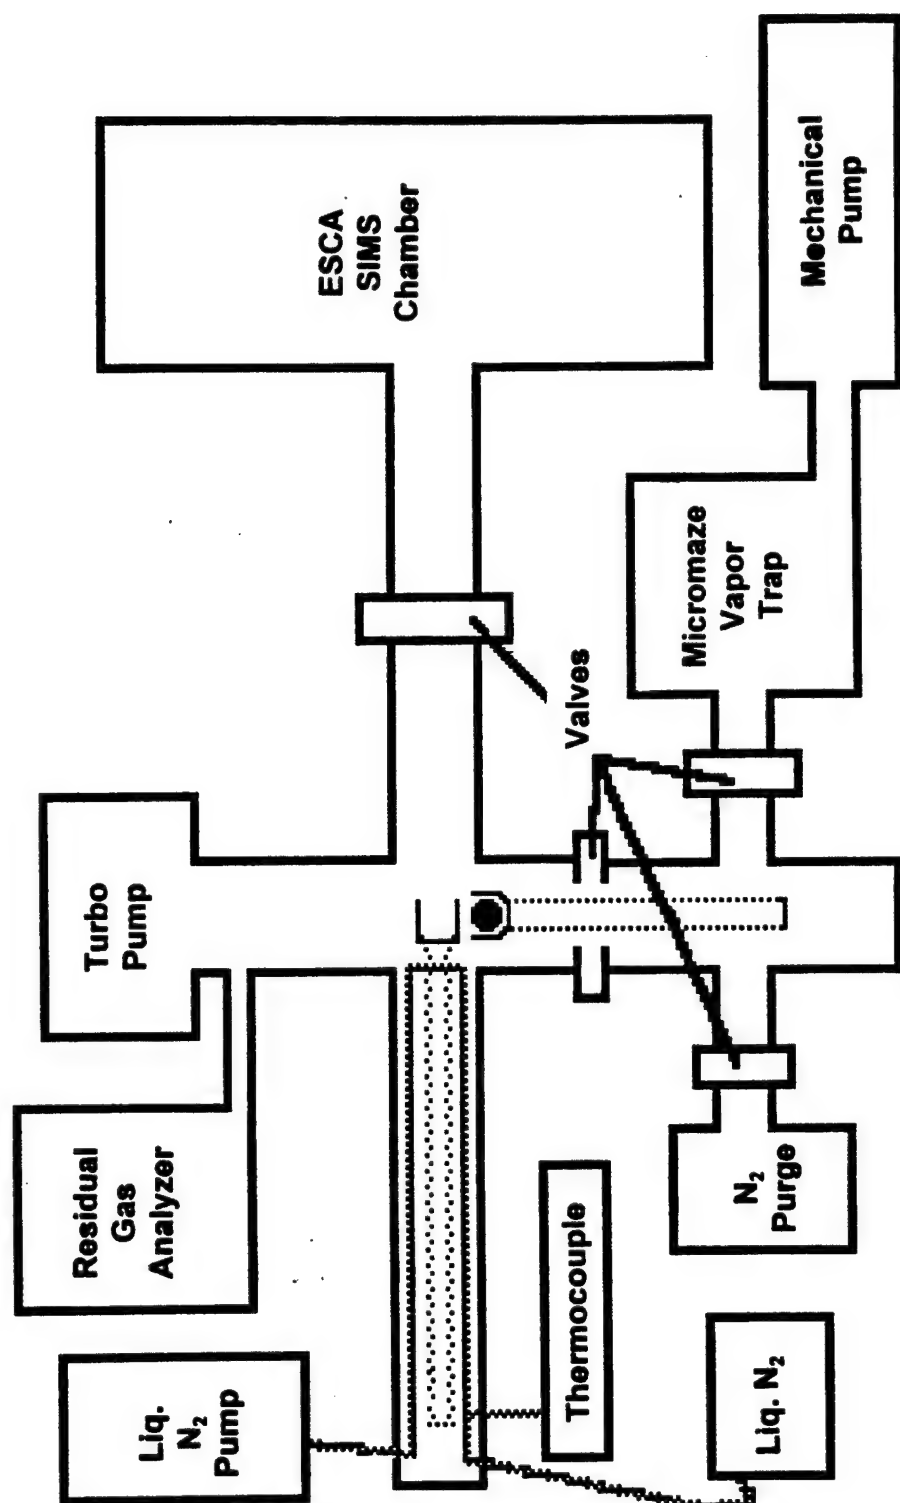 Liq.
N₂
Pump
Residual
Gas
Analyzer
Turbo
Pump
ESCA
SIMS
Chamber
Thermocouple
Valves
Liq. N₂
N₂
Purge
Micromaze
Vapor
Trap
Mechanical
Pump